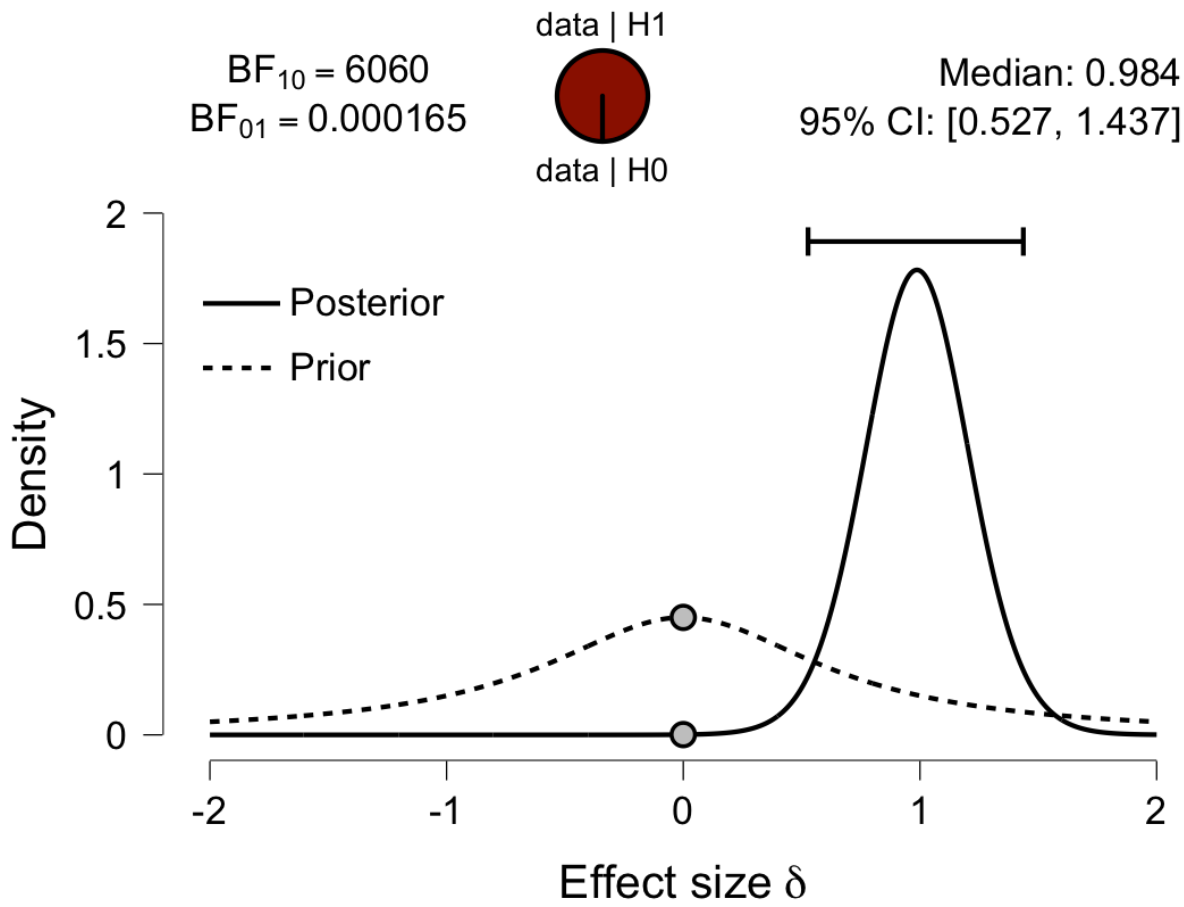 data | H1
BF₁₀ = 6060
BF₀₁ = 0.000165
data | H0
Median: 0.984
95% CI: [0.527, 1.437]
2
1.5
1
0.5
0
Density
Posterior
Prior
-2
-1
0
1
2
Effect size δ